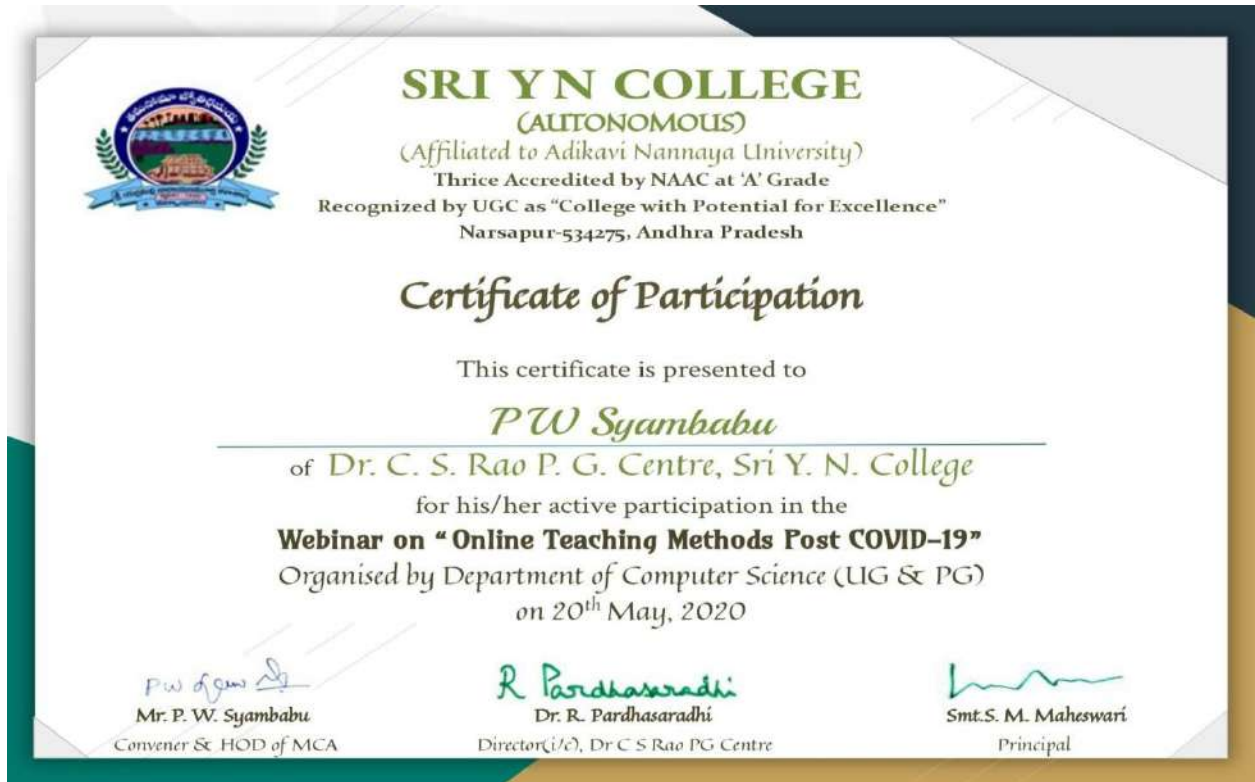 SRI Y N COLLEGE
(AUTONOMOUS)
(Affiliated to Adikavi Nannaya University)
Thrice Accredited by NAAC at ‘A’ Grade
Recognized by UGC as “College with Potential for Excellence”
Narsapur-534275, Andhra Pradesh
Certificate of Participation
This certificate is presented to
P W Syambabu
of Dr. C. S. Rao P. G. Centre, Sri Y. N. College
for his/her active participation in the
Webinar on “Online Teaching Methods Post COVID-19”
Organised by Department of Computer Science (UG & PG)
on 20th May, 2020
R Pardhasaradhi
Mr. P. W. Syambabu
Dr. R. Pardhasaradhi
Smt.S. M. Maheswari
Convener & HOD of MCA
Director(i/c), Dr C S Rao PG Centre
Principal